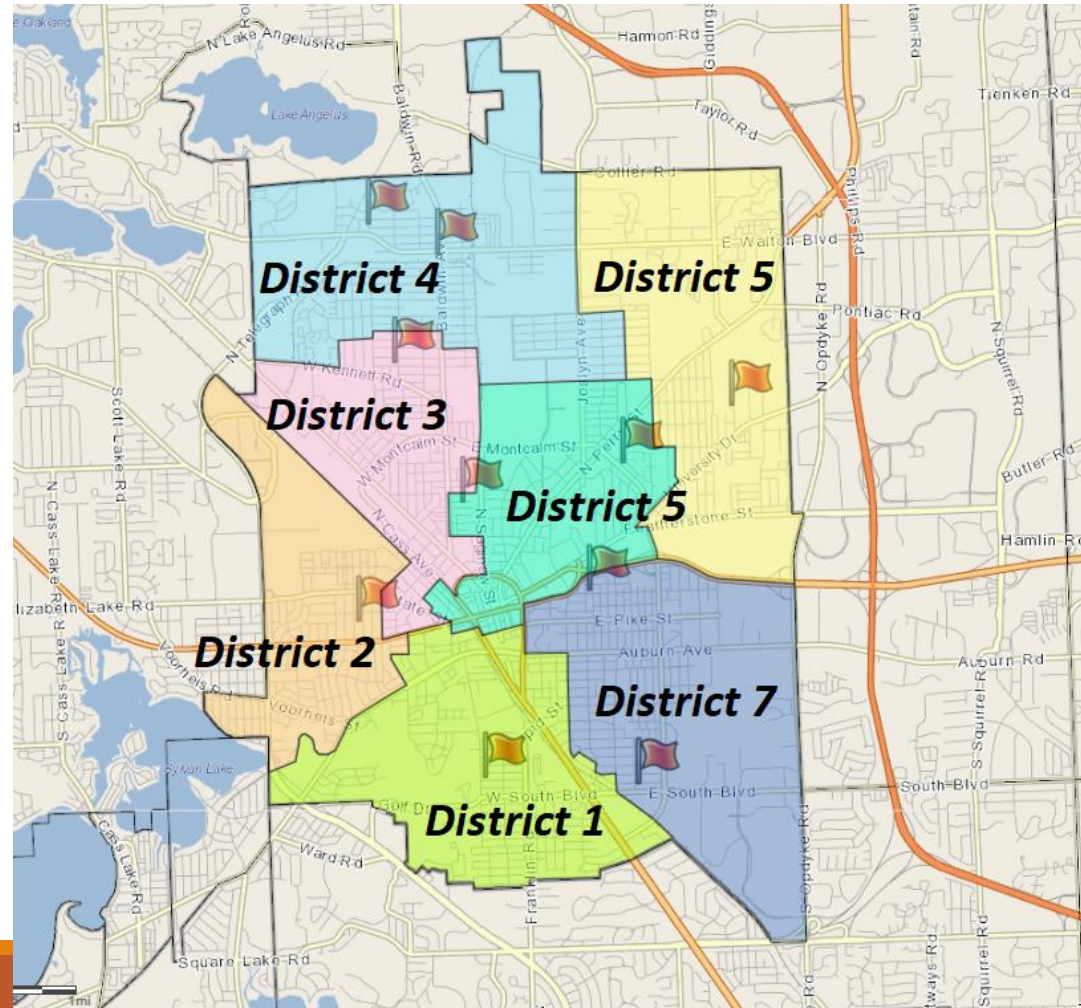 Harmon Rd
N Lake Angelus Rd
Lake Angelus
Baldwin Rd
Giddings
Tienken Rd
Taylor Rd
Collier Rd
Phillips Rd
E Walton Blvd
District 4
District 5
N Opdyke Rd
Pontiac Rd
N Squirrel Rd
N Telegraph
Baldwin
Joslyn Ave
W Kennett Rd
District 3
Scott Lake Rd
W Montcalm St
E Montcalm St
N Perry St
University Dr
Butler Rd
N Cass Lake Rd
District 5
Featherstone St
N Cass Ave
Hamlin Rd
lizabeth Lake Rd
E Pike St
Auburn Ave
Auburn Rd
District 2
Voorheis Rd
S Cass Lake Rd
Voorheis St
District 7
S Squirrel Rd
Sylvan Lake
Golf Dr
W South Blvd
E South Blvd
South Blvd
District 1
Cass Lake Rd
Ward Rd
Franklin Rd
S Opdyke Rd
Square Lake Rd
Squirrel Rd
1mi